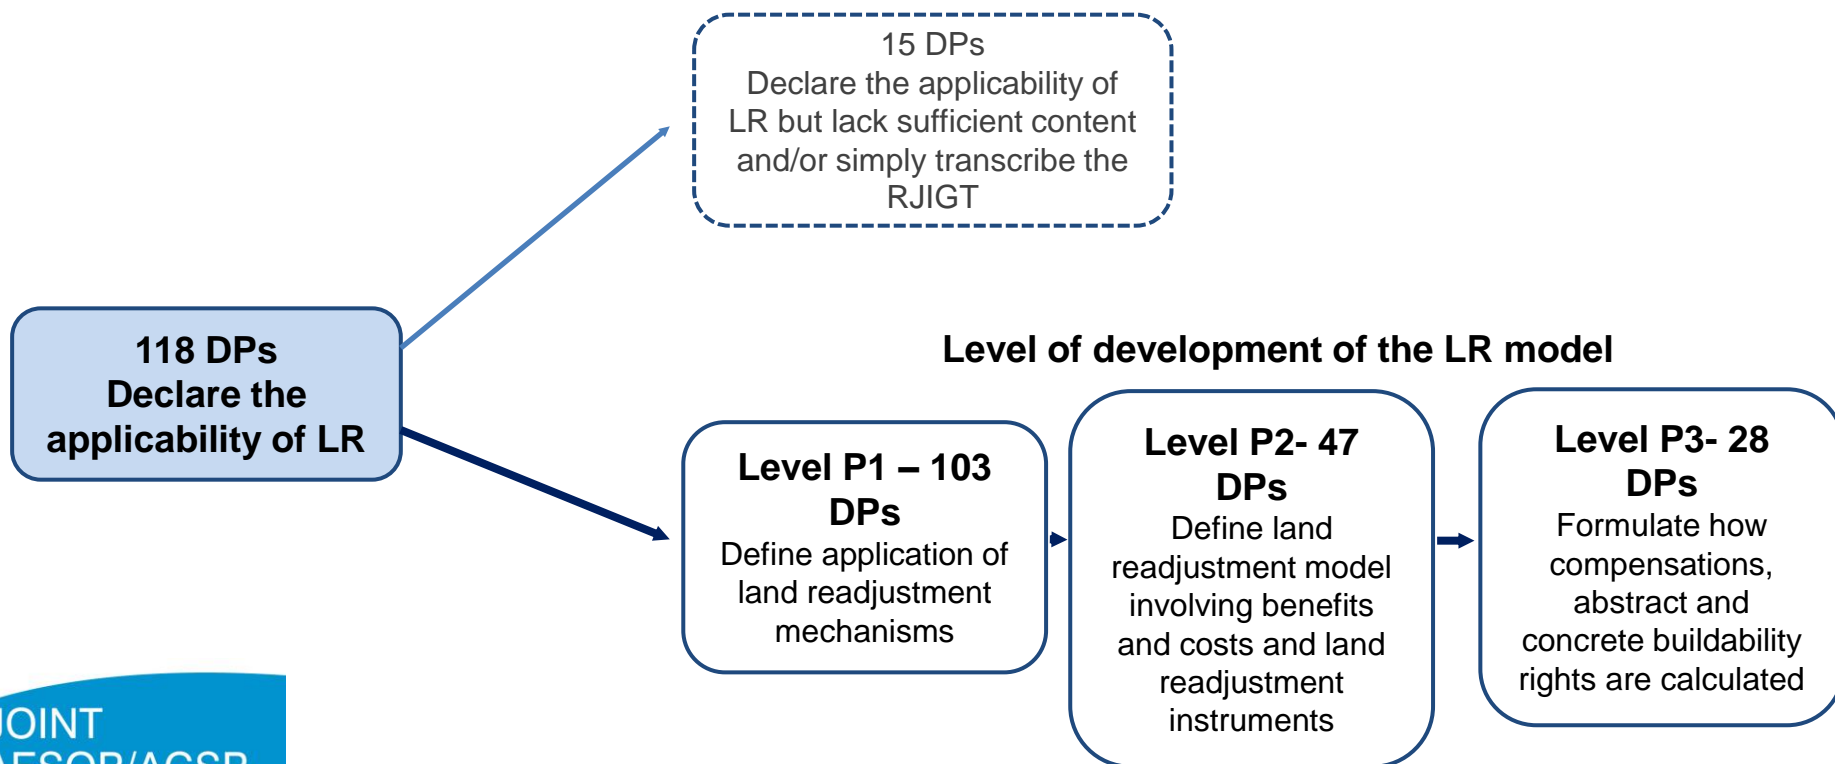 15 DPs
Declare the applicability of
LR but lack sufficient content
and/or simply transcribe the
RJIGT
118 DPs
Declare the
applicability of LR
Level of development of the LR model
Level P1 – 103
DPs
Define application of
land readjustment
mechanisms
Level P2- 47
DPs
Define land
readjustment model
involving benefits
and costs and land
readjustment
instruments
Level P3- 28
DPs
Formulate how
compensations,
abstract and
concrete buildability
rights are calculated
JOINT
AESOP/ACSP